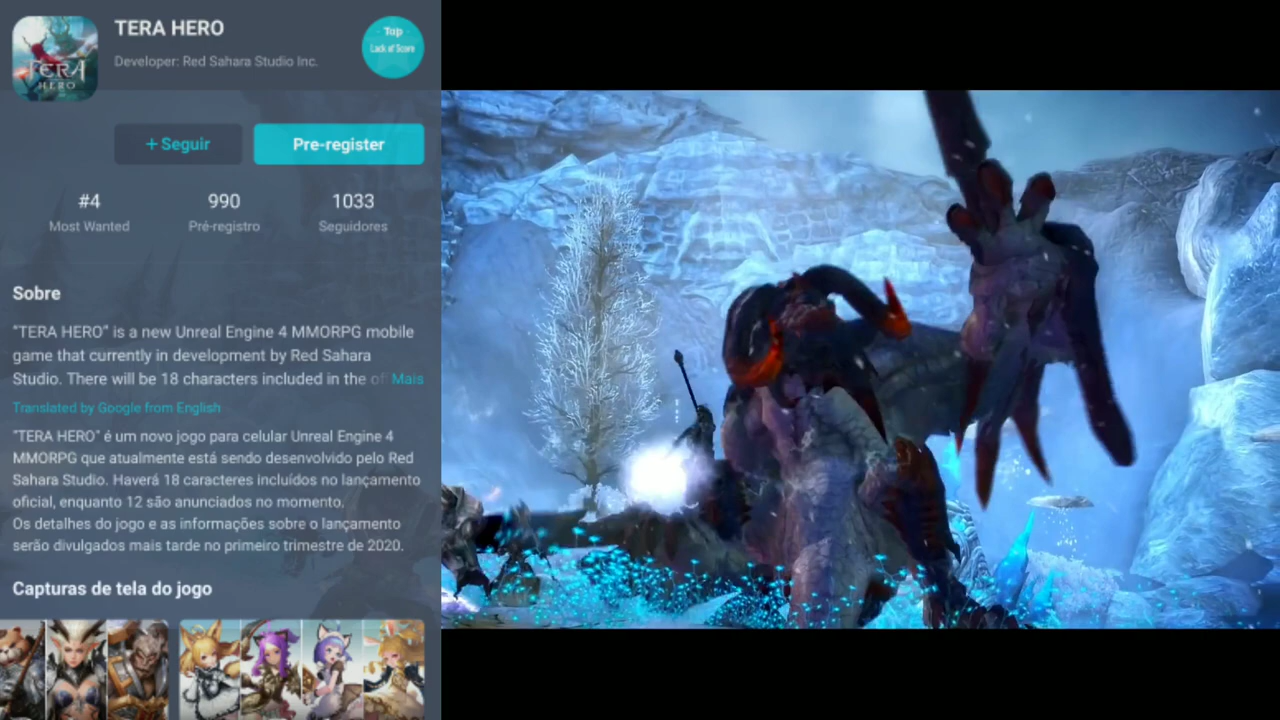 TERA HERO
Developer: Red Sahara Studio Inc.
Tap
Lack of Score
TERA
HERO
+ Seguir
Pre-register
#4
990
1033
Most Wanted
Pré-registro
Seguidores
Sobre
"TERA HERO" is a new Unreal Engine 4 MMORPG mobile
game that currently in development by Red Sahara
Studio. There will be 18 characters included in the of Mais
Translated by Google from English
"TERA HERO" é um novo jogo para celular Unreal Engine 4
MMORPG que atualmente está sendo desenvolvido pelo Red
Sahara Studio. Haverá 18 caracteres incluídos no lançamento
oficial, enquanto 12 são anunciados no momento.
Os detalhes do jogo e as informações sobre o lançamento
serão divulgados mais tarde no primeiro trimestre de 2020.
Capturas de tela do jogo